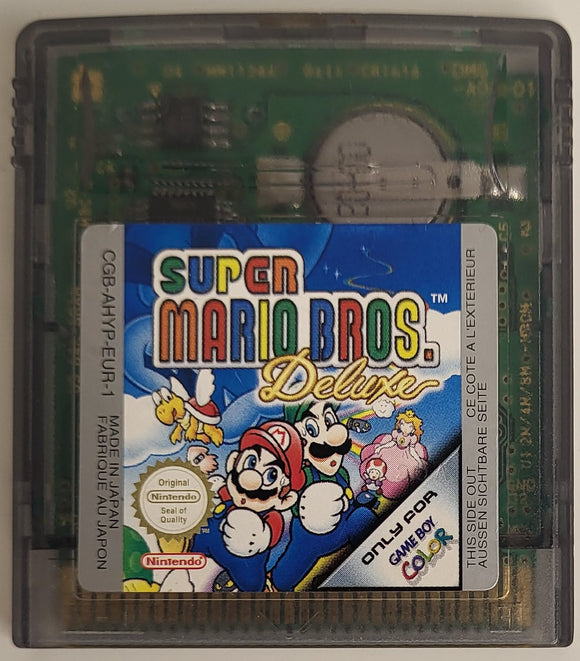 SUPER
MARIO BROS.
TM
Deluxe
CGB-AHYP-EUR-1
MADE IN JAPAN
FABRIQUE AU JAPON
THIS SIDE OUT CE COTE A L'EXTERIEUR
AUSSEN SICHTBARE SEITE
Original
Nintendo
Seal of
Quality
TM
Nintendo
ONLY FOR
GAME BOY
COLOR